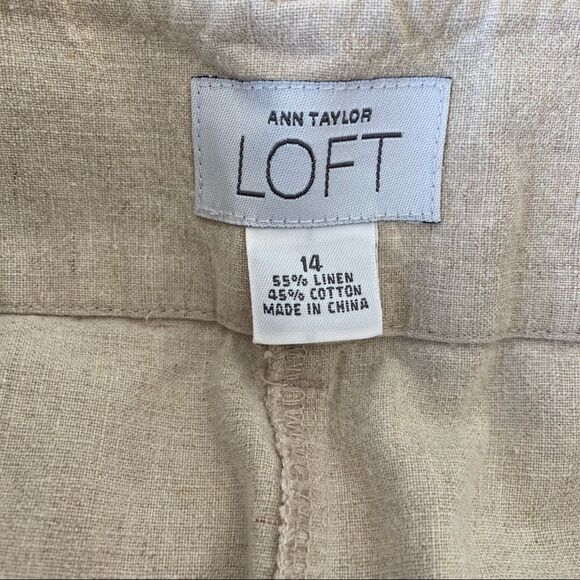 ANN TAYLOR
LOFT
14
55% LINEN
45% COTTON
MADE IN CHINA